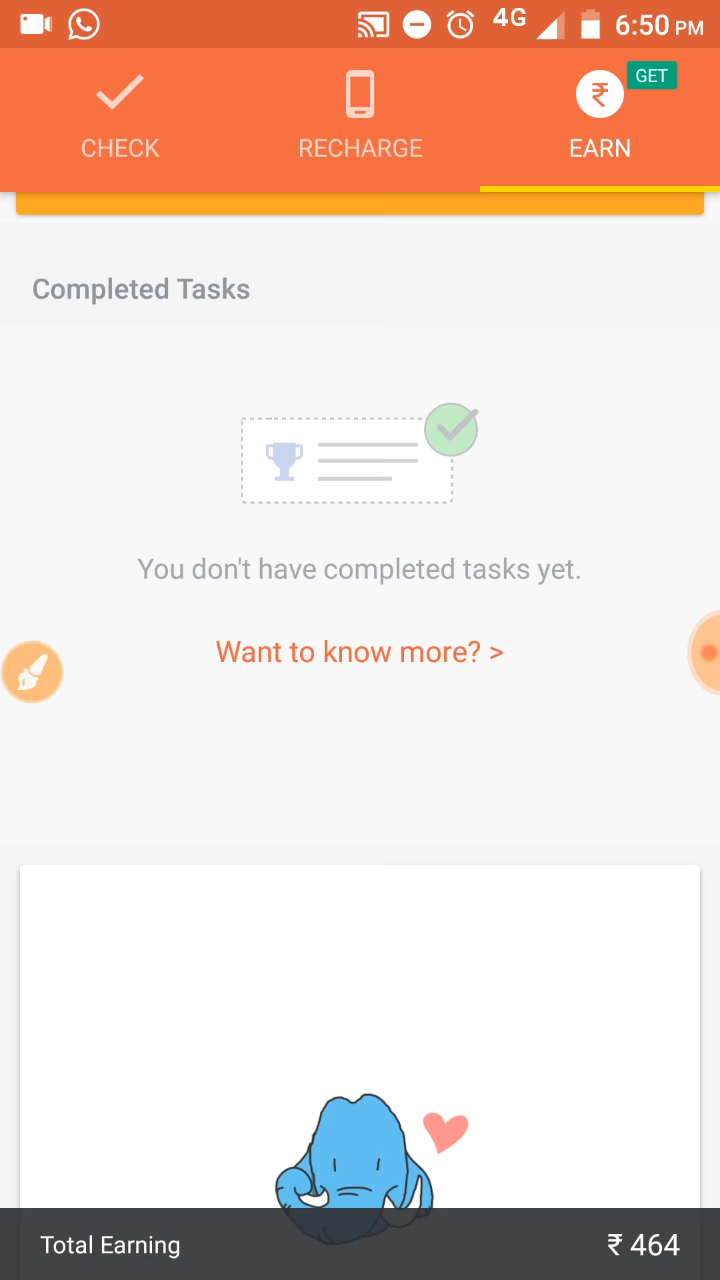 4G 6:50 PM
GET
CHECK RECHARGE EARN
Completed Tasks
You don't have completed tasks yet.
Want to know more? >
Total Earning ₹ 464